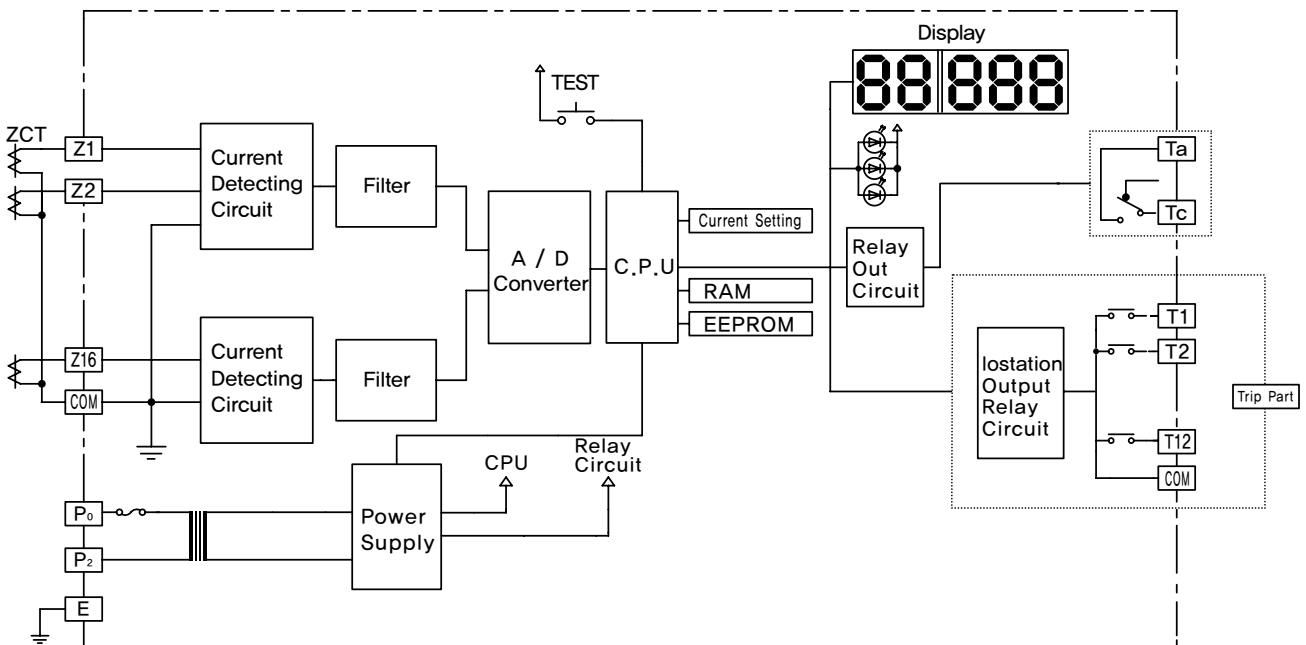 Display
88 888
TEST
ZCT
Z1
Z2
Current
Detecting
Circuit
Filter
A / D
Converter
C.P.U
Current Setting
RAM
EEPROM
Relay
Out
Circuit
Ta
Tc
Z16
COM
Current
Detecting
Circuit
Filter
Iostation
Output
Relay
Circuit
T1
T2
T12
COM
Trip Part
P₀
P₂
E
Power
Supply
CPU
Relay
Circuit